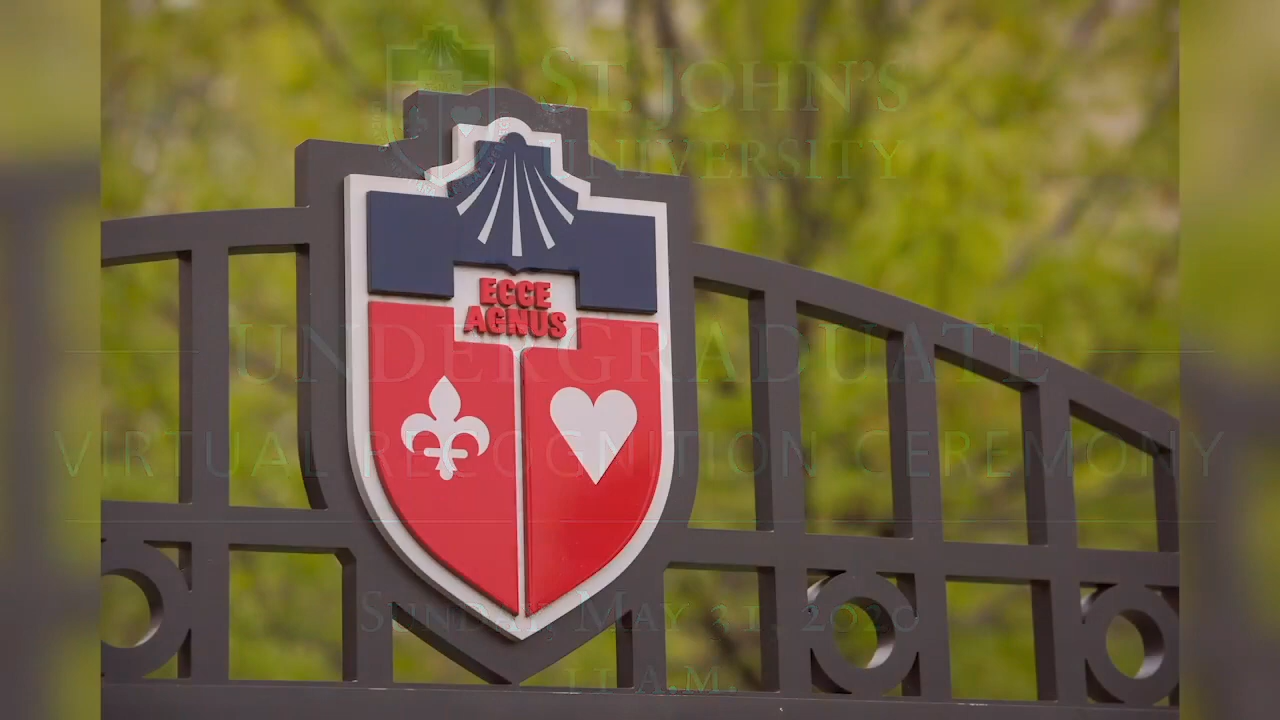 St. John's
University
ECCE
AGNUS
Undergraduate
Virtual Recognition Ceremony
Sunday, May 31, 2020
11 A.M.